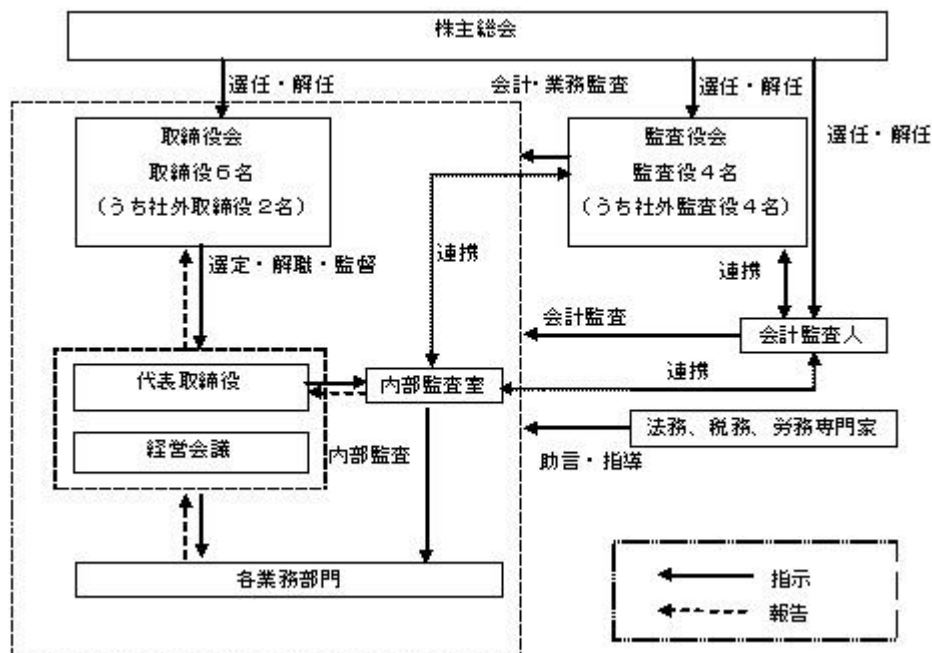 株主総会
選任・解任
会計・業務監査
選任・解任
選任・解任
取締役会
取締役6名
(うち社外取締役2名)
監査役会
監査役4名
(うち社外監査役4名)
選定・解職・監督
連携
連携
会計監査
会計監査人
代表取締役
内部監査室
連携
経営会議
内部監査
法務、税務、労務専門家
助言・指導
各業務部門
指示
報告